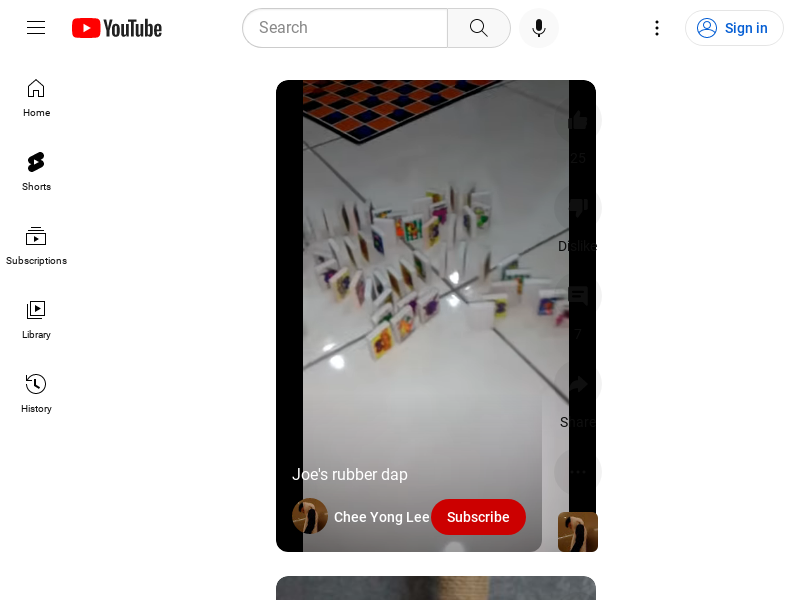 YouTube
Search
Sign in
Home
Shorts
Subscriptions
Library
History
25
Dislike
7
Share
Joe's rubber dap
Chee Yong Lee
Subscribe